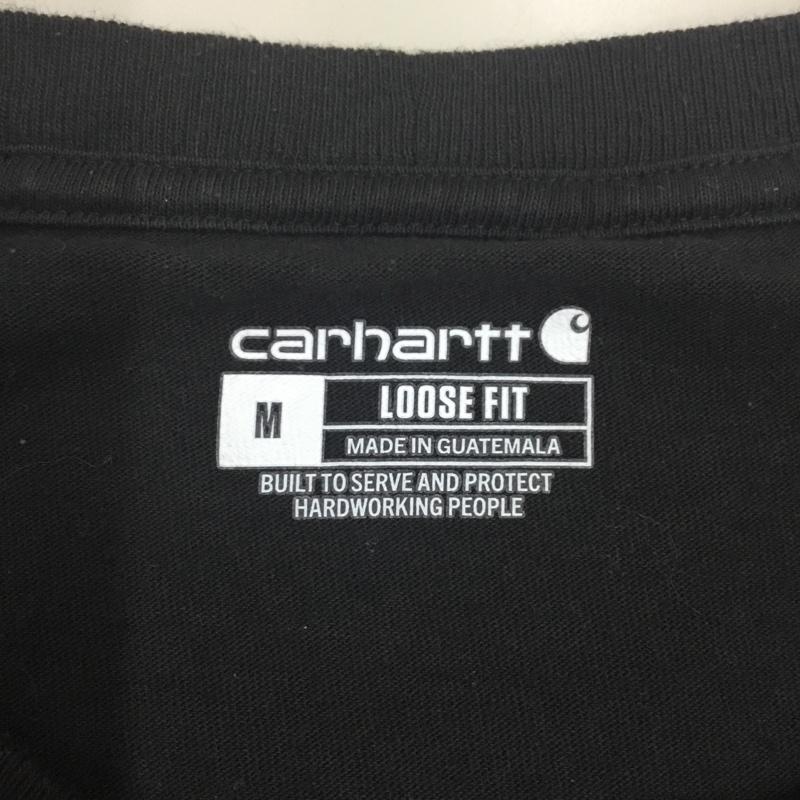 carhartt
M
LOOSE FIT
MADE IN GUATEMALA
BUILT TO SERVE AND PROTECT
HARDWORKING PEOPLE